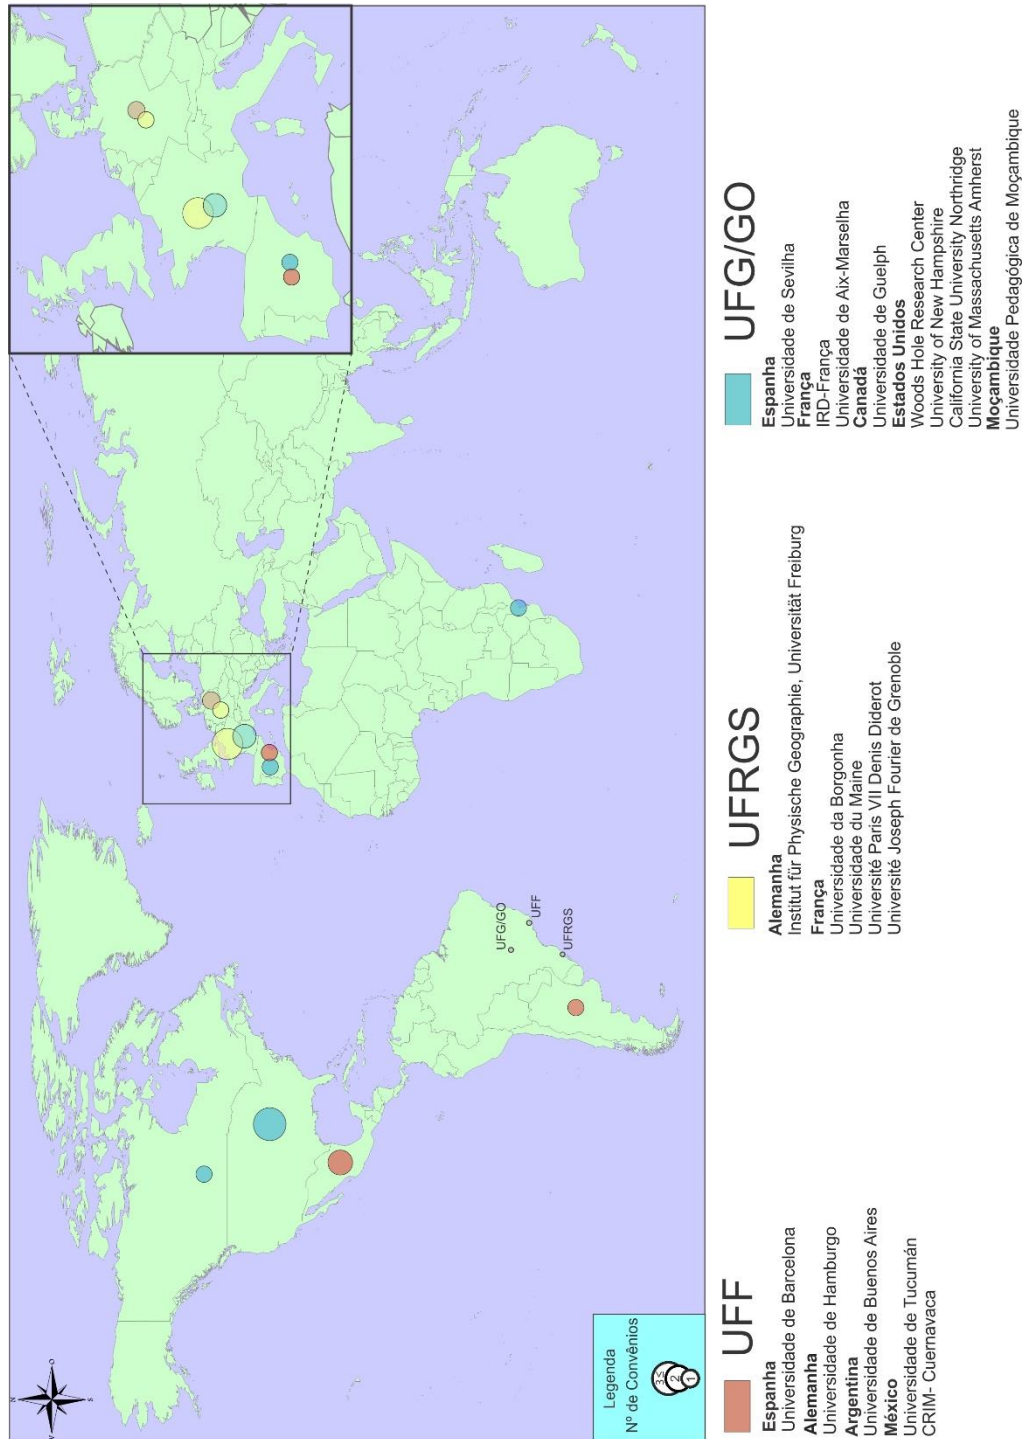 N
O
S
W
UFG/GO
UFF
UFRGS
Legenda
Nº de Convênios
3≤
2
1
UFF
Espanha
Universidade de Barcelona
Alemanha
Universidade de Hamburgo
Argentina
Universidade de Buenos Aires
México
Universidade de Tucumán
CRIM- Cuernavaca
UFRGS
Alemanha
Institut für Physische Geographie, Universität Freiburg
França
Universidade da Borgonha
Universidade du Maine
Université Paris VII Denis Diderot
Université Joseph Fourier de Grenoble
UFG/GO
Espanha
Universidade de Sevilha
França
IRD-França
Universidade de Aix-Marselha
Canadá
Universidade de Guelph
Estados Unidos
Woods Hole Research Center
University of New Hampshire
California State University Northridge
University of Massachusetts Amherst
Moçambique
Universidade Pedagógica de Moçambique